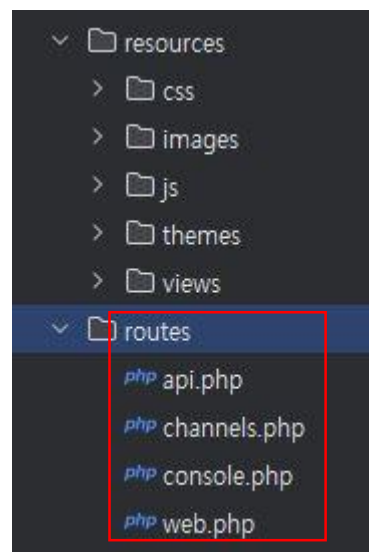 resources
css
images
js
themes
views
routes
php api.php
php channels.php
php console.php
php web.php